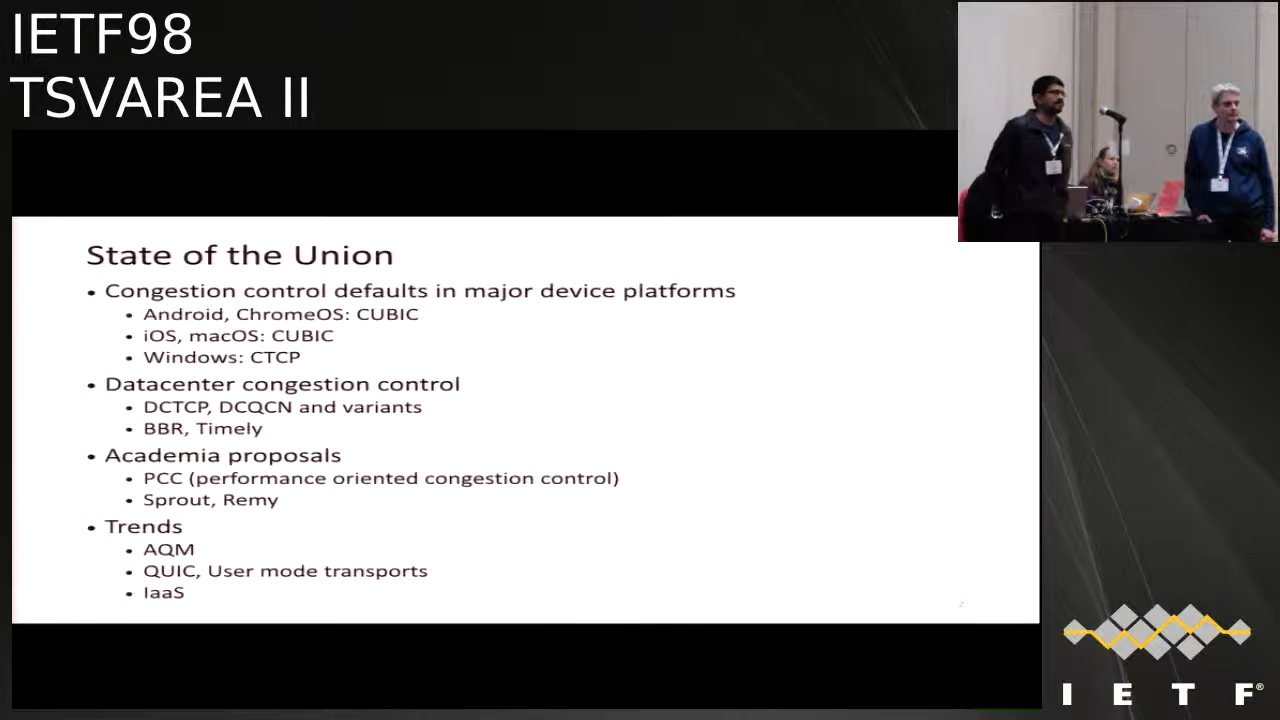 IETF98
TSVAREA II
State of the Union
• Congestion control defaults in major device platforms
• Android, ChromeOS: CUBIC
• iOS, macOS: CUBIC
• Windows: CTCP
• Datacenter congestion control
• DCTCP, DCQCN and variants
• BBR, Timely
• Academia proposals
• PCC (performance oriented congestion control)
• Sprout, Remy
• Trends
• AQM
• QUIC, User mode transports
• IaaS
2
I E T F®